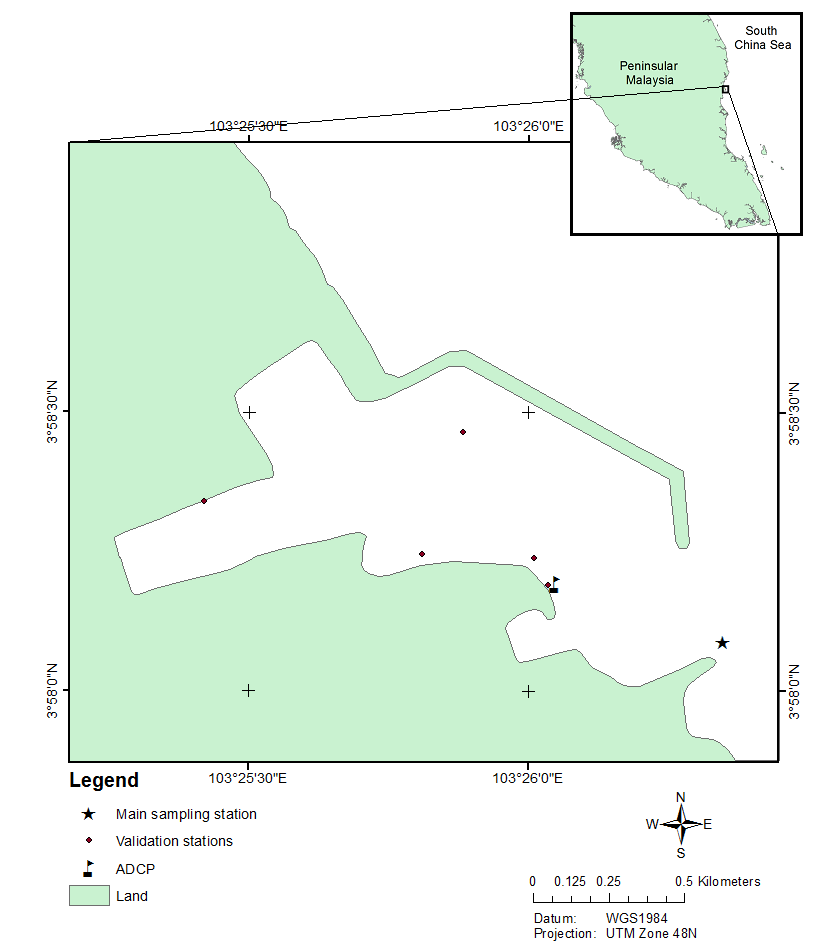 South
China Sea
Peninsular
Malaysia
103°25'30"E
103°26'0"E
3°58'30"N
3°58'30"N
3°58'0"N
3°58'0"N
103°25'30"E
103°26'0"E
Legend
Main sampling station
Validation stations
ADCP
Land
N
W
E
S
0 0.125 0.25 0.5 Kilometers
Datum: WGS1984
Projection: UTM Zone 48N